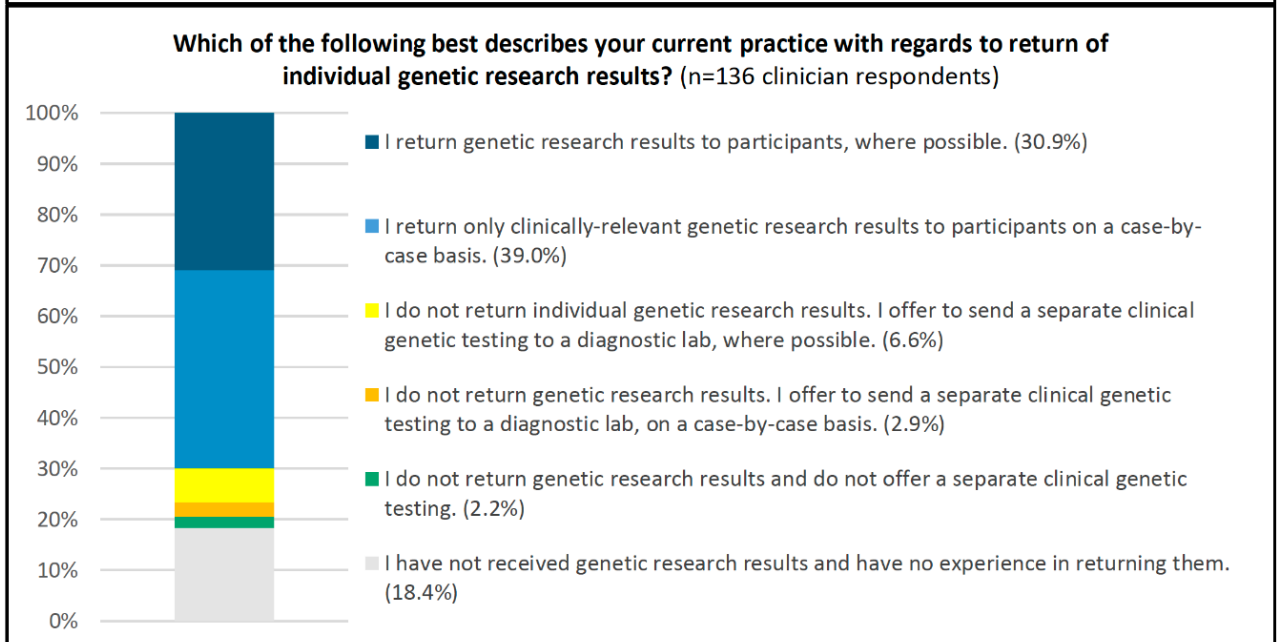 Which of the following best describes your current practice with regards to return of
individual genetic research results? (n=136 clinician respondents)
100%
90%
80%
70%
60%
50%
40%
30%
20%
10%
0%
I return genetic research results to participants, where possible. (30.9%)
I return only clinically-relevant genetic research results to participants on a case-by-
case basis. (39.0%)
I do not return individual genetic research results. I offer to send a separate clinical
genetic testing to a diagnostic lab, where possible. (6.6%)
I do not return genetic research results. I offer to send a separate clinical genetic
testing to a diagnostic lab, on a case-by-case basis. (2.9%)
I do not return genetic research results and do not offer a separate clinical genetic
testing. (2.2%)
I have not received genetic research results and have no experience in returning them.
(18.4%)